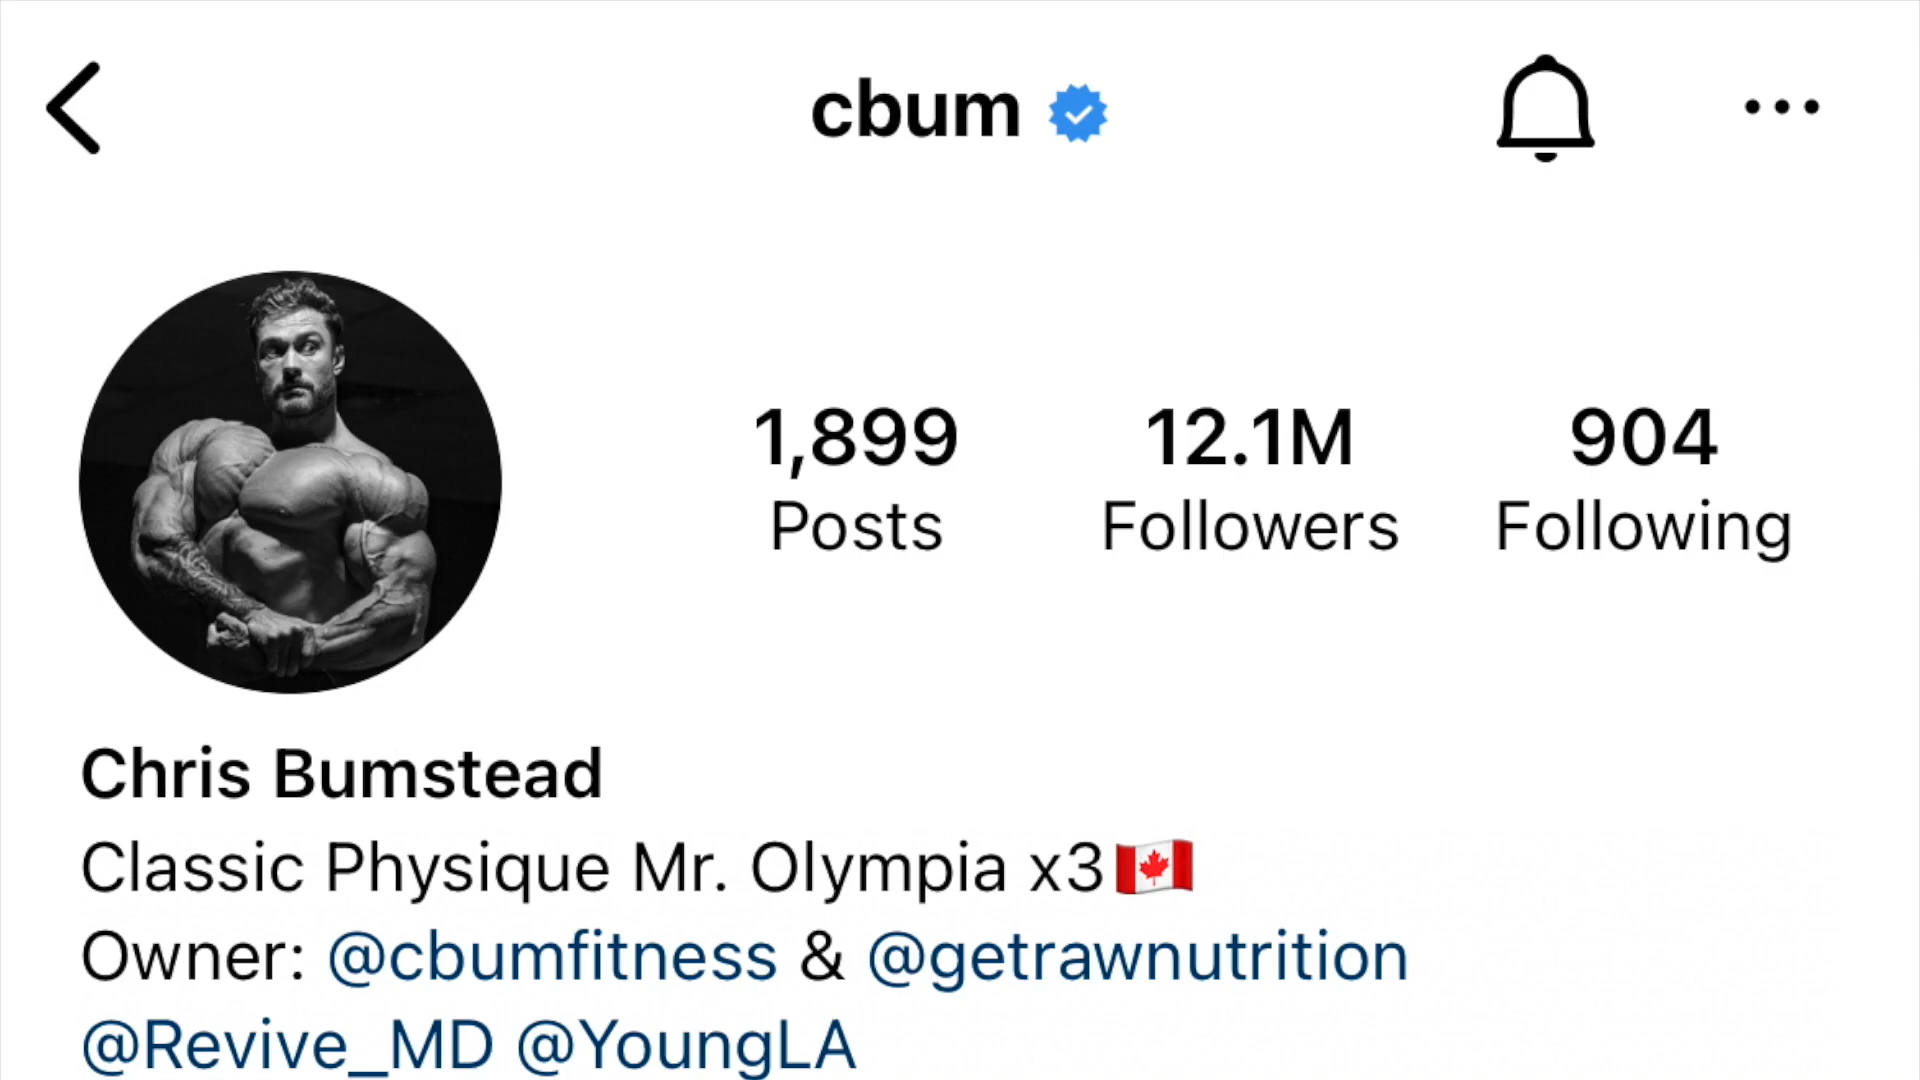 cbum
1,899 12.1M 904
Posts Followers Following
Chris Bumstead
Classic Physique Mr. Olympia x3🇨🇦
Owner: @cbumfitness & @getrawnutrition
@Revive_MD @YoungLA